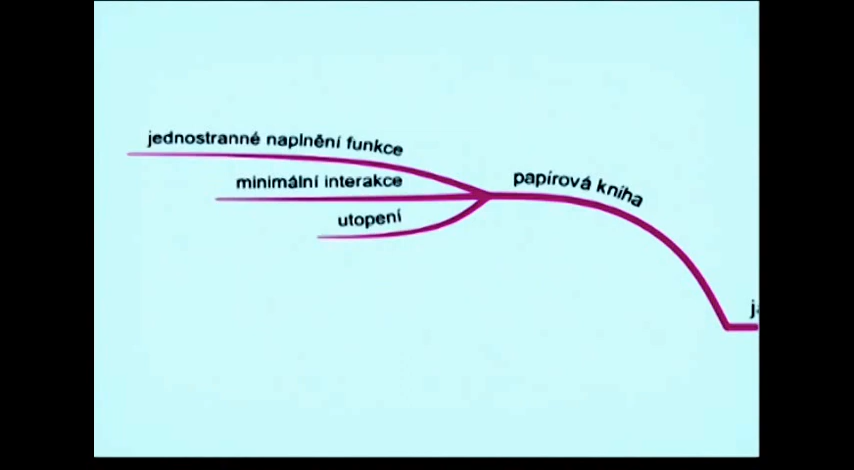 jednostranné naplnění funkce
minimální interakce
utopení
papírová kniha